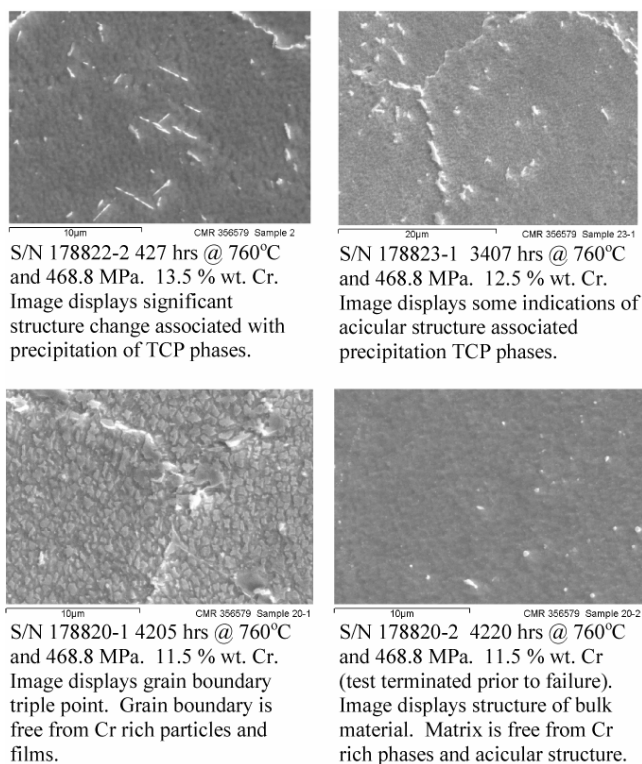 10µm
CMR 356579 Sample 2
S/N 178822-2 427 hrs @ 760°C
and 468.8 MPa. 13.5 % wt. Cr.
Image displays significant
structure change associated with
precipitation of TCP phases.
20µm
CMR 356579 Sample 23-1
S/N 178823-1 3407 hrs @ 760°C
and 468.8 MPa. 12.5 % wt. Cr.
Image displays some indications of
acicular structure associated
precipitation TCP phases.
10µm
CMR 356579 Sample 20-1
S/N 178820-1 4205 hrs @ 760°C
and 468.8 MPa. 11.5 % wt. Cr.
Image displays grain boundary
triple point. Grain boundary is
free from Cr rich particles and
films.
10µm
CMR 356579 Sample 20-2
S/N 178820-2 4220 hrs @ 760°C
and 468.8 MPa. 11.5 % wt. Cr
(test terminated prior to failure).
Image displays structure of bulk
material. Matrix is free from Cr
rich phases and acicular structure.